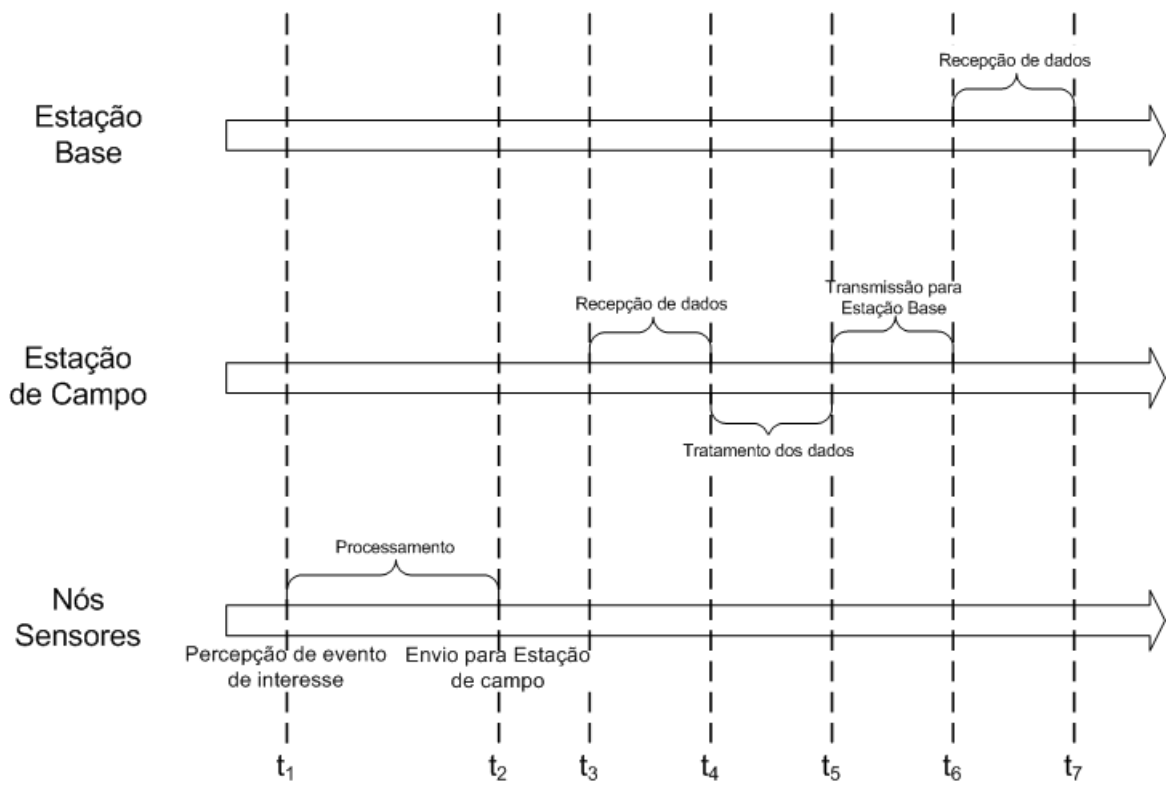 Recepção de dados
Estação
Base
Transmissão para
Estação Base
Recepção de dados
Estação
de Campo
Tratamento dos dados
Processamento
Nós
Sensores
Percepção de evento
de interesse
Envio para Estação
de campo
t₁
t₂
t₃
t₄
t₅
t₆
t₇